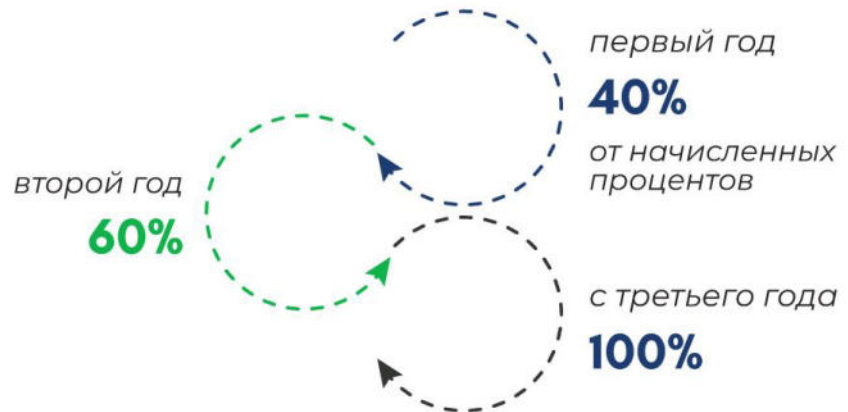 первый год
40%
от начисленных
процентов
второй год
60%
с третьего года
100%